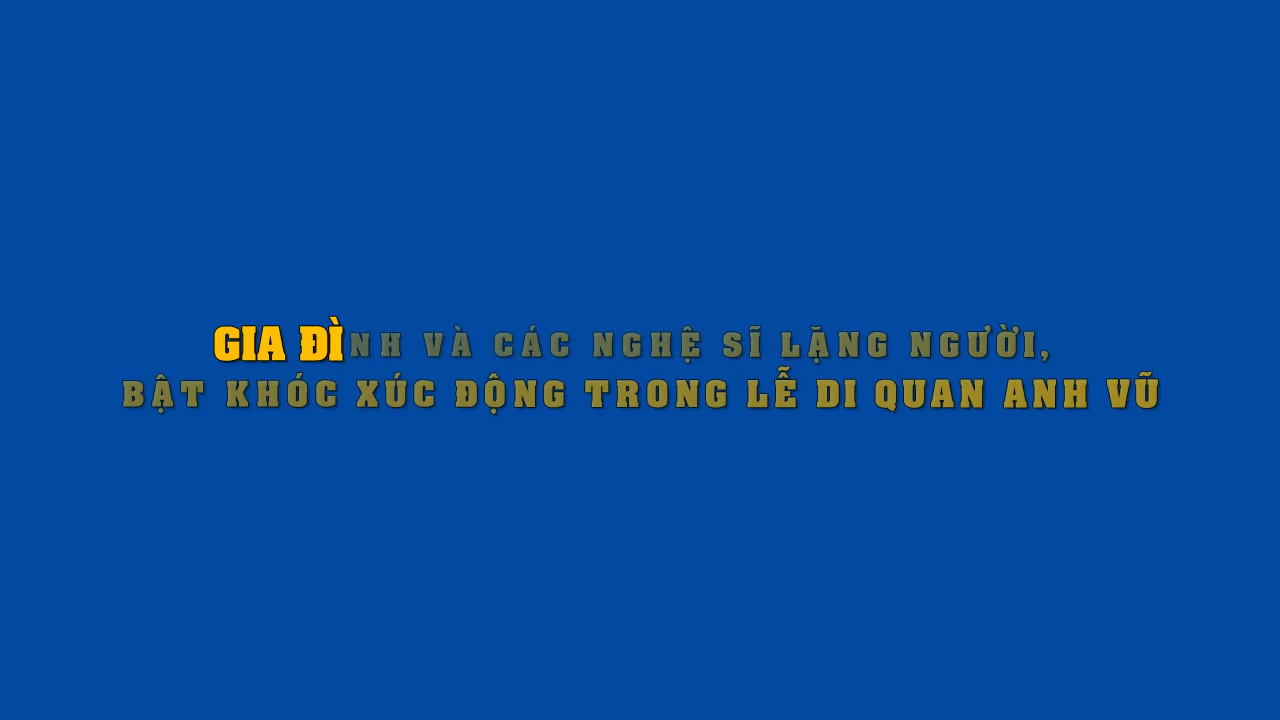 GIA ĐÌNH VÀ CÁC NGHỆ SĨ LẶNG NGƯỜI,
BẬT KHÓC XÚC ĐỘNG TRONG LỄ DI QUAN ANH VŨ